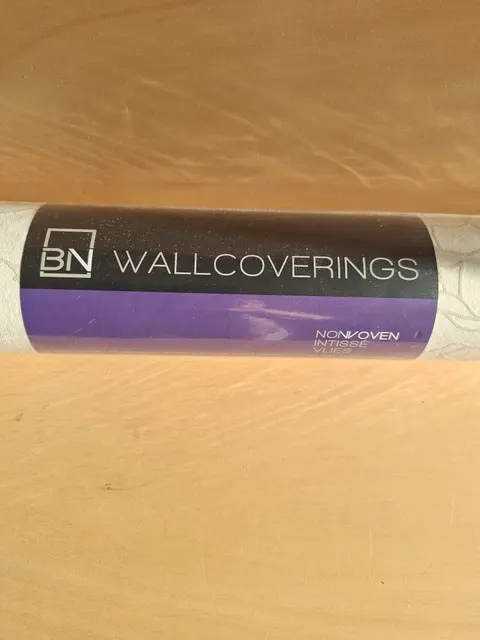 BN WALLCOVERINGS
NONWOVEN
INTISSÉ
VLIES